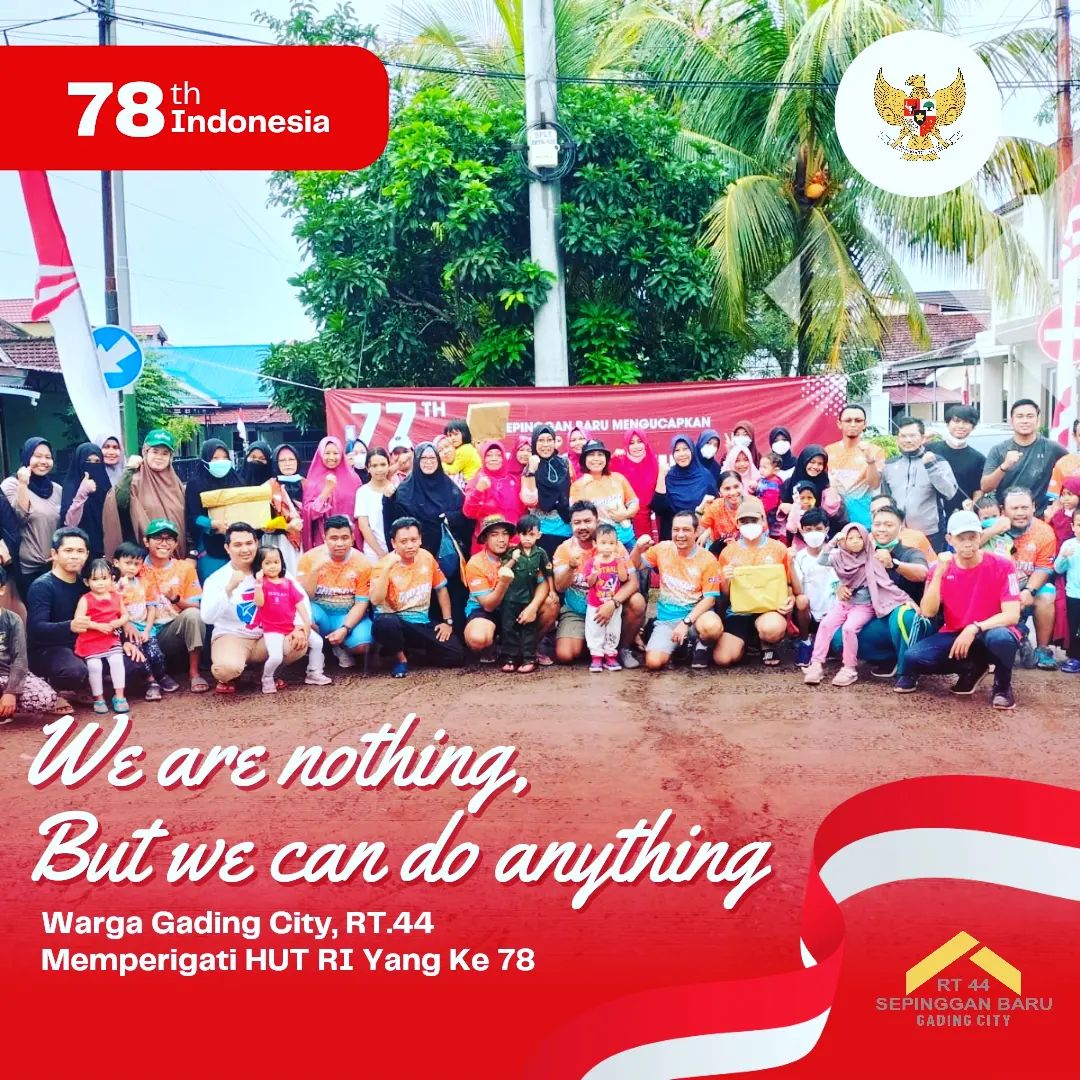 78th
Indonesia
77TH
SEPINGGAN BARU MENGUCAPKAN
We are nothing,
But we can do anything
Warga Gading City, RT.44
Memperigati HUT RI Yang Ke 78
RT 44
SEPINGGAN BARU
GADING CITY